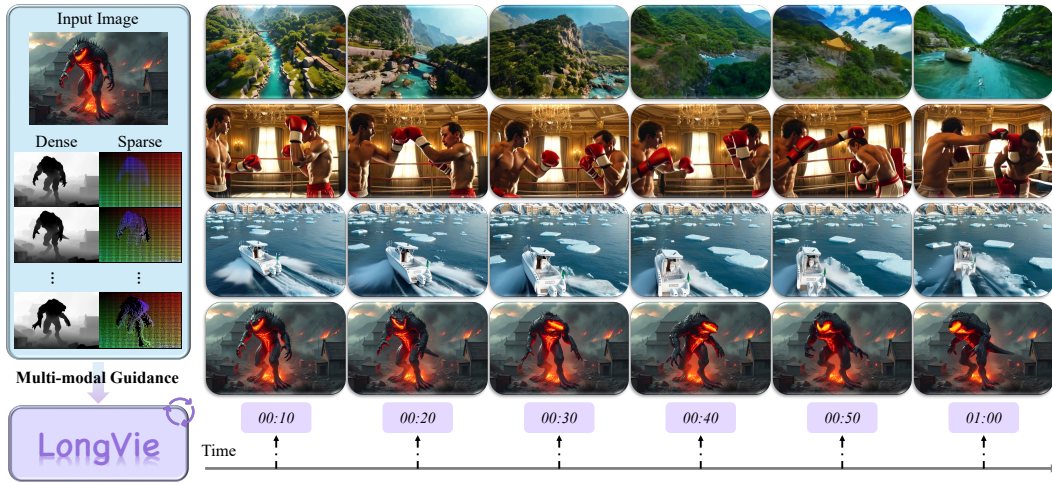 Input Image
Dense
Sparse
Multi-modal Guidance
LongVie
00:10
00:20
00:30
00:40
00:50
01:00
Time